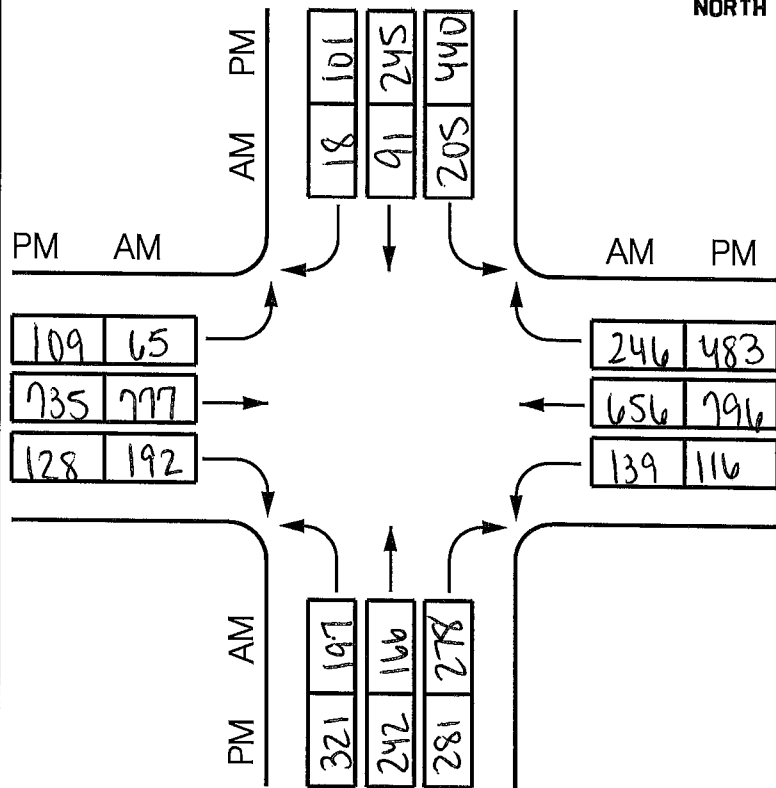 NORTH
PM 101 245 440
AM 18 91 205
PM AM
AM PM
109 65
246 483
735 777
656 796
128 192
139 116
AM 197 166 278
PM 321 242 281